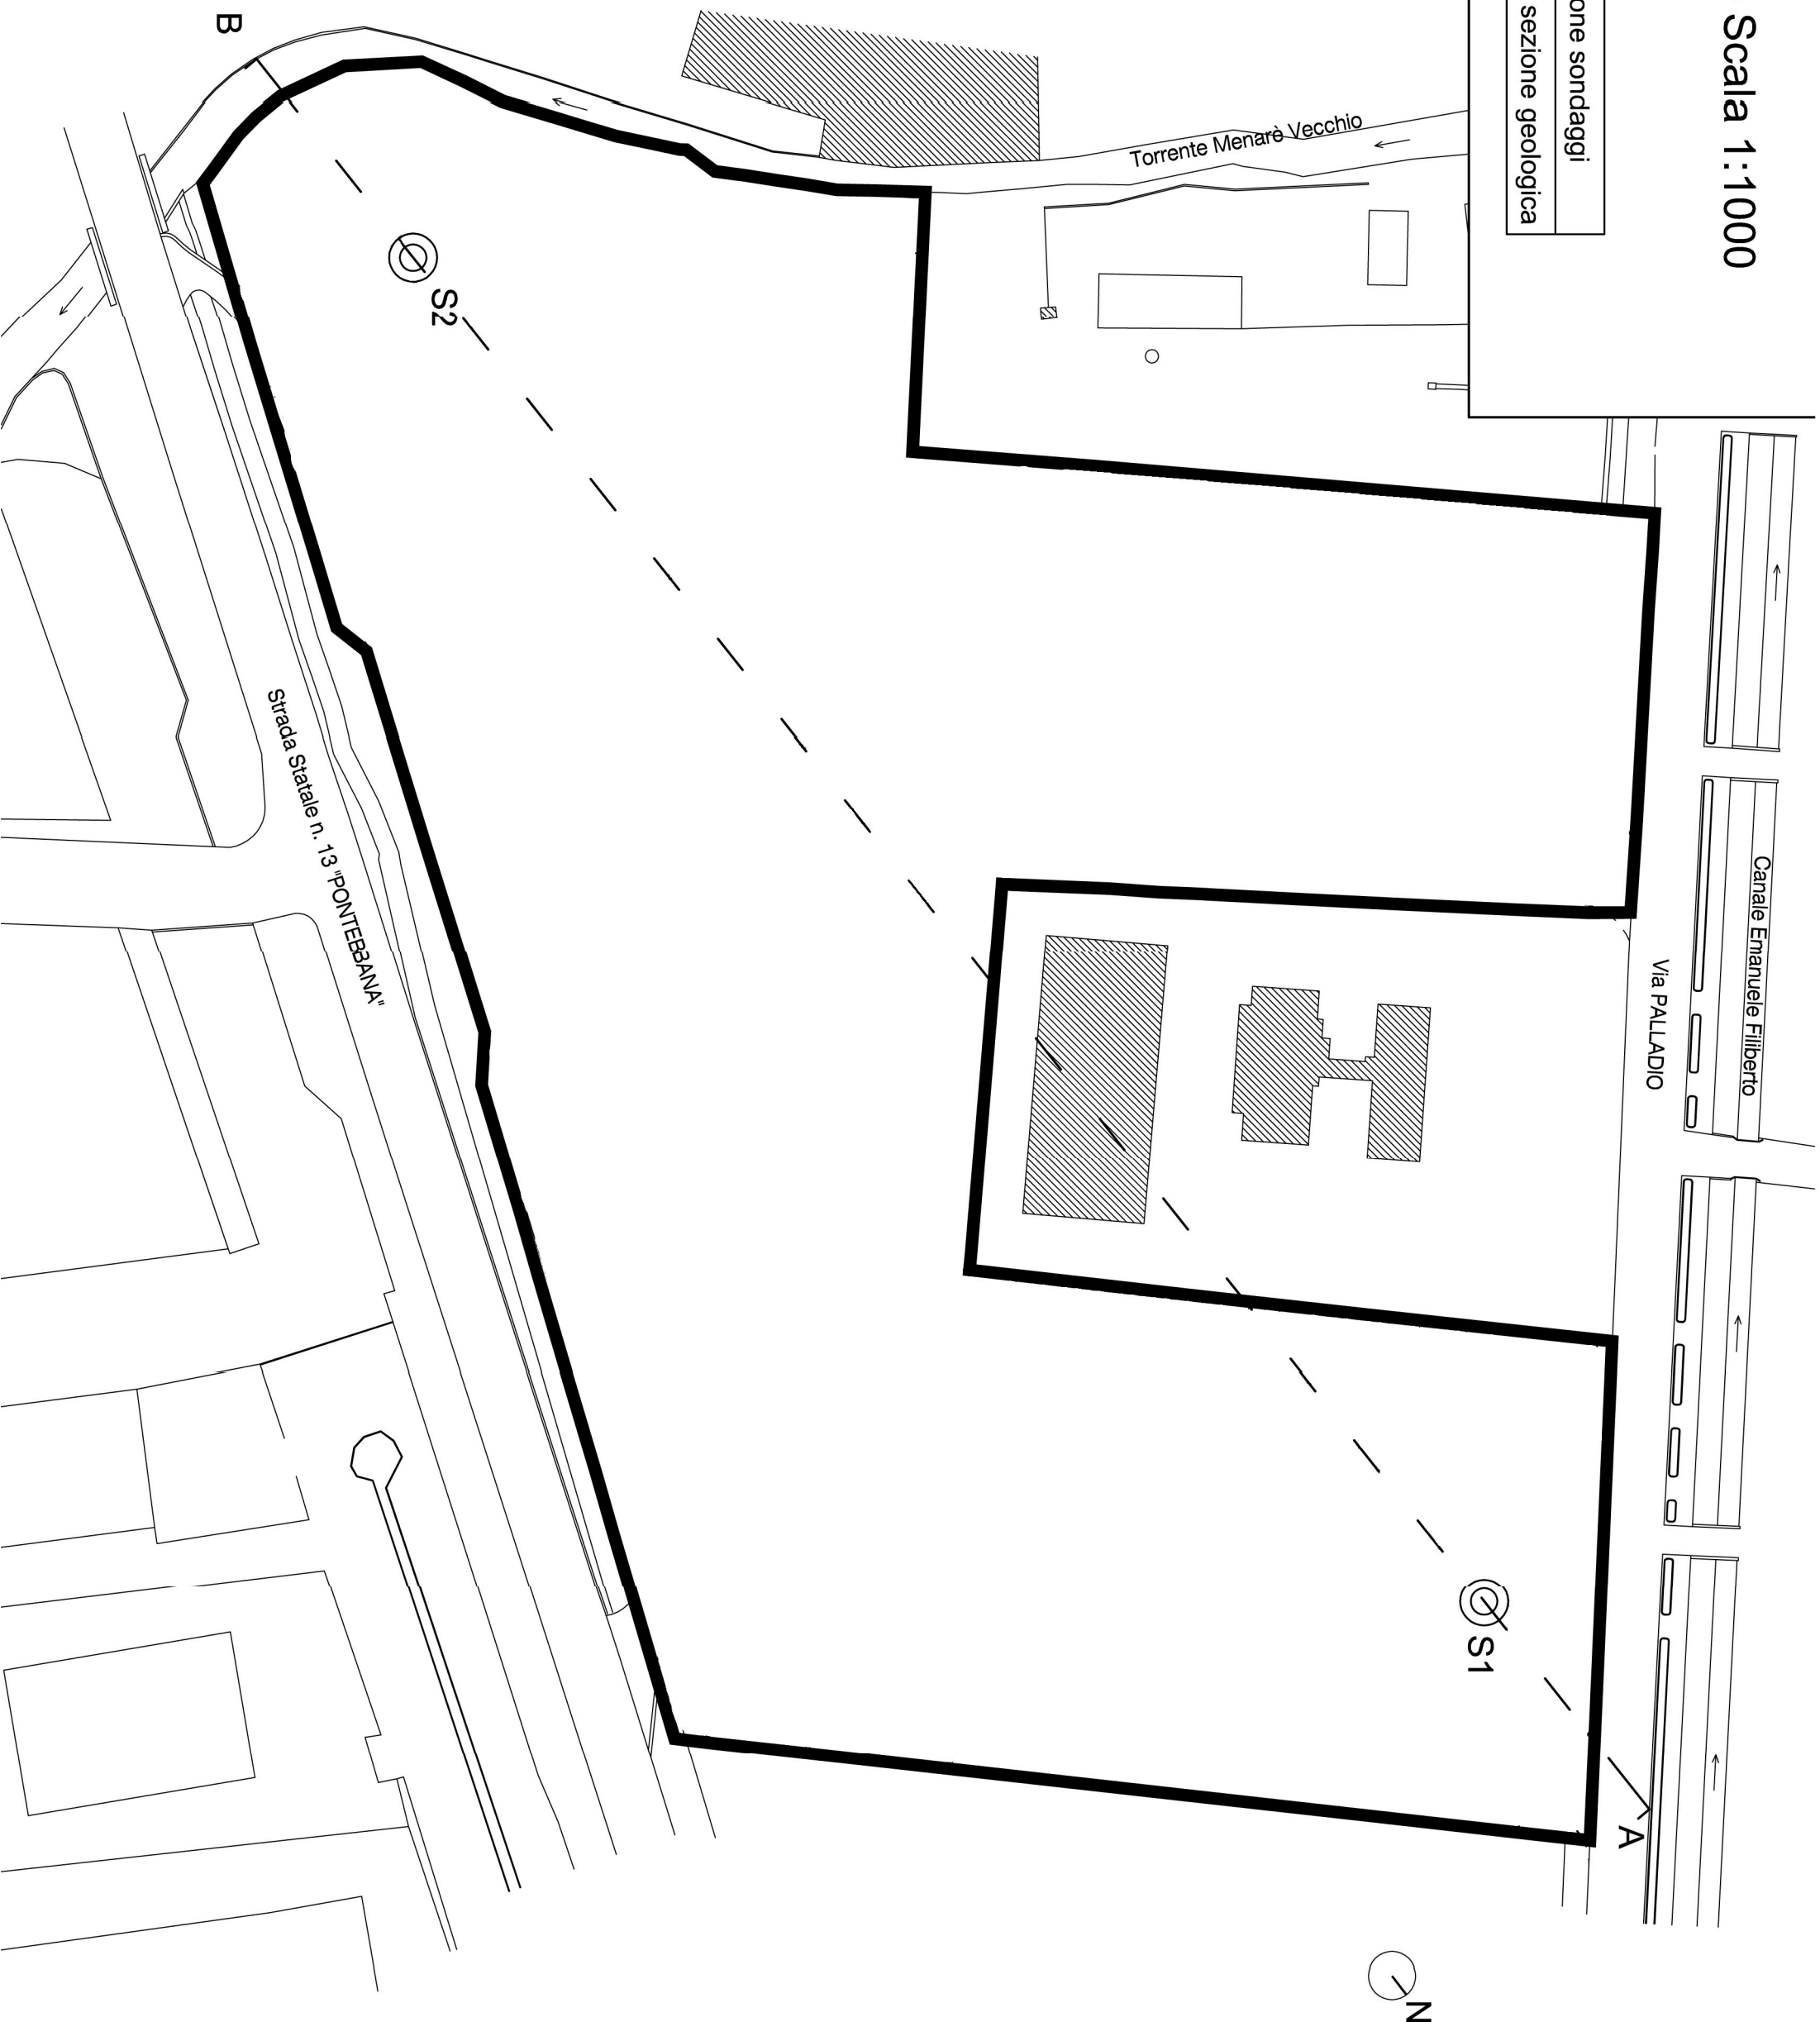 Scala 1:1000
one sondaggi
sezione geologica
B
Torrente Menarè Vecchio
S2
Strada Statale n. 13 "PONTEBBANA"
Canale Emanuele Filiberto
Via PALLADIO
S1
A
N